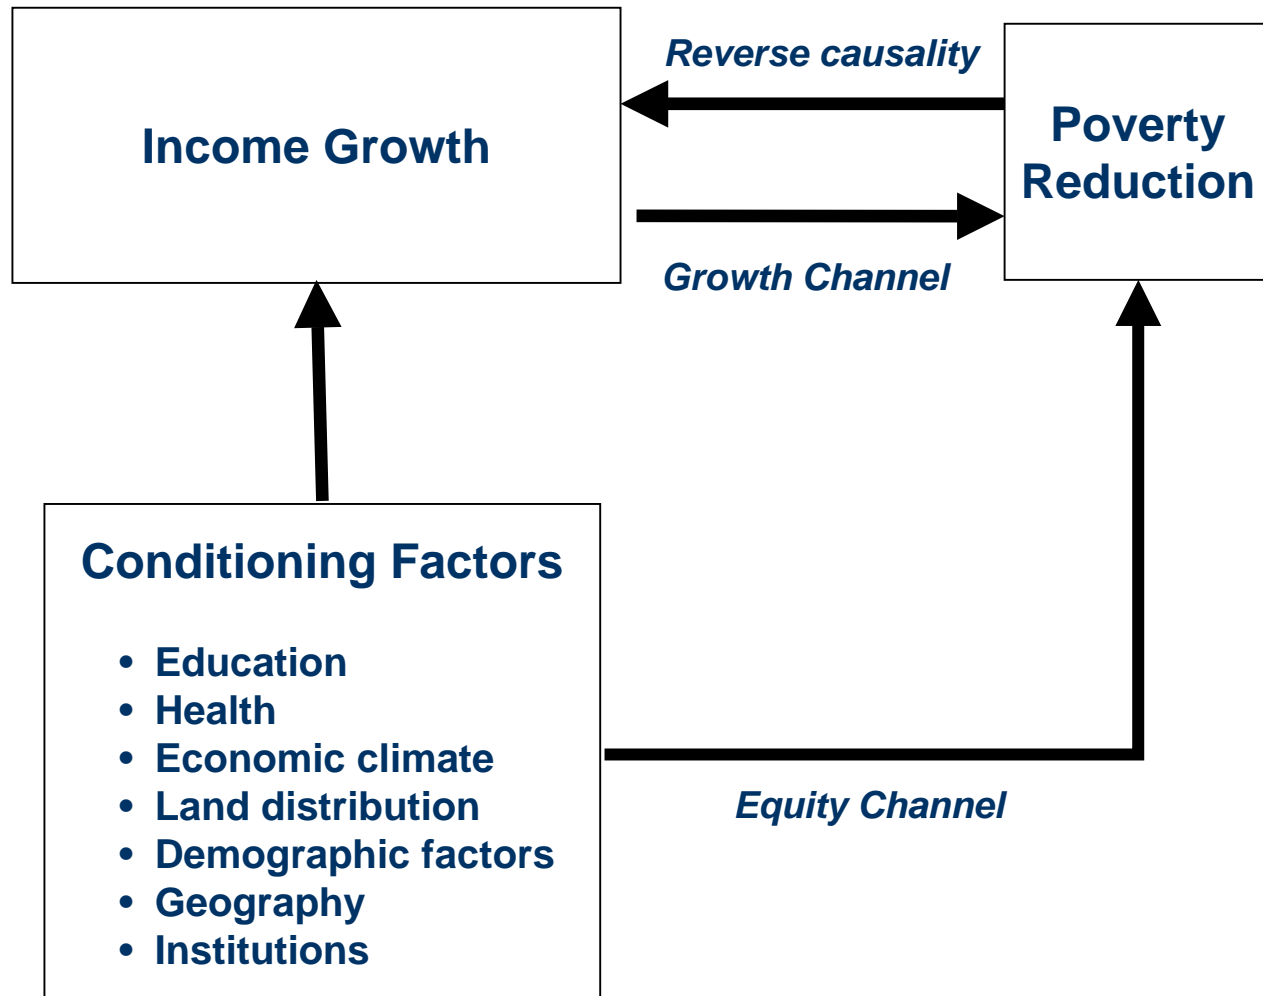 Reverse causality
Income Growth
Poverty
Reduction
Growth Channel
Conditioning Factors
• Education
• Health
• Economic climate
• Land distribution
• Demographic factors
• Geography
• Institutions
Equity Channel